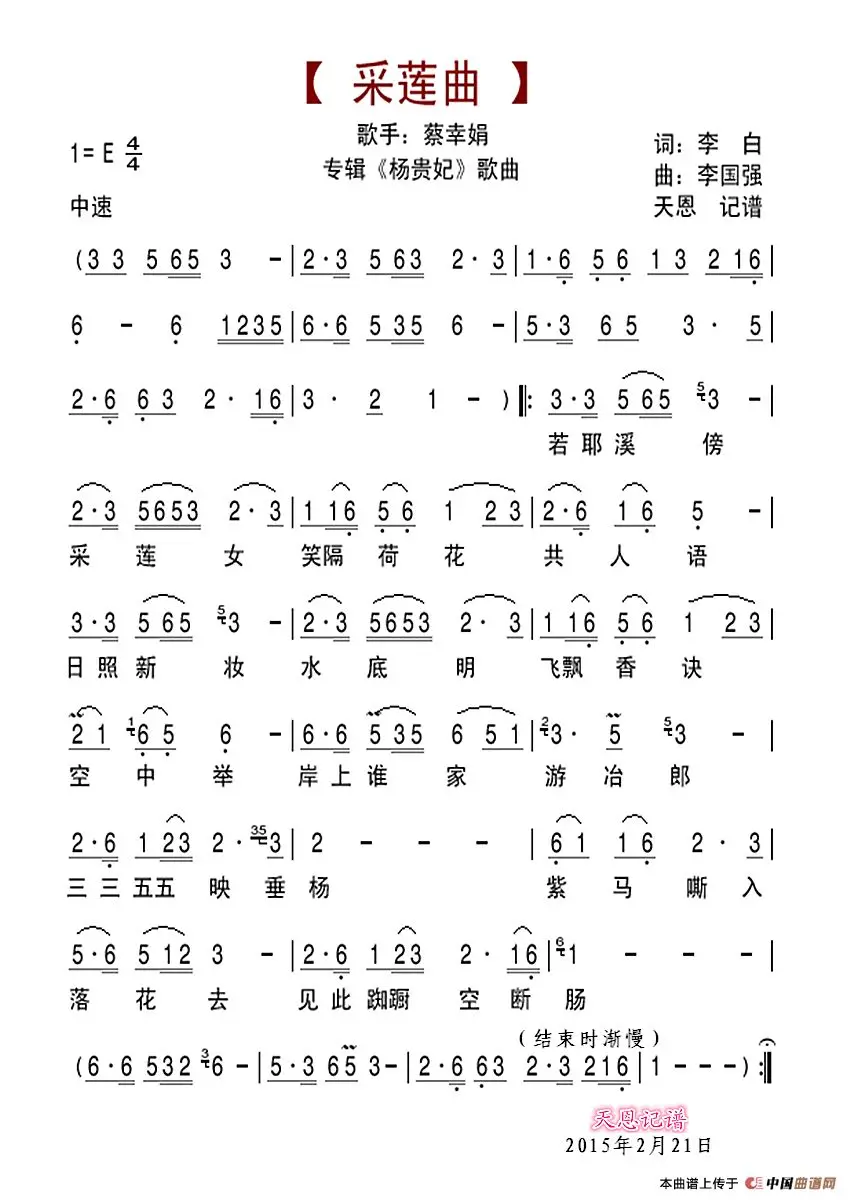 【 采莲曲 】
歌手：蔡幸娟
专辑《杨贵妃》歌曲
1= E 4/4
中速
词：李 白
曲：李国强
天恩 记谱
(3 3 5 65 3 － | 2·3 5 63 2· 3 | 1·6 5 6 1 3 2 16 |
6 － 6 1235 | 6·6 5 35 6 － | 5·3 6 5 3· 5 |
2·6 6 3 2· 16 | 3· 2 1 － ) ‖: 3·3 5 65 5 3 － |
若 耶 溪 傍
2·3 5653 2· 3 | 1 16 5 6 1 2 3 | 2·6 1 6 5 － |
采 莲 女 笑隔 荷 花 共 人 语
3·3 5 65 5 3 － | 2·3 5653 2· 3 | 1 16 5 6 1 2 3 |
日 照 新 妆 水 底 明 飞飘 香 诀
2 1 1 6 5 6 － | 6·6 5 35 6 5 1 | 2 3· 5 5 3 － |
空 中 举 岸 上 谁 家 游 冶 郎
2·6 1 23 2· 35 3 | 2 － － － | 6 1 1 6 2· 3 |
三 三 五五 映 垂 杨 紫 马 嘶 入
5·6 5 12 3 － | 2·6 1 23 2· 16 | 6 1 － － － |
落 花 去 见 此 踟蹰 空 断 肠
（结束时渐慢）
(6·6 532 3 6 － | 5·3 65 3－ | 2·6 63 2·3 216 | 1 － － － ) :‖
天恩记谱
2015年2月21日
本曲谱上传于 中国曲谱网